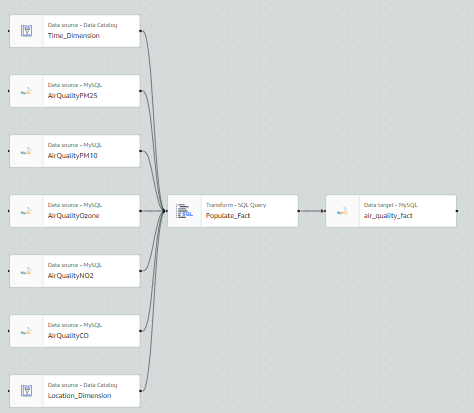 Data source - Data Catalog
Time_Dimension
Data source - MySQL
AirQualityPM25
Data source - MySQL
AirQualityPM10
Data source - MySQL
AirQualityOzone
Transform - SQL Query
Populate_Fact
Data target - MySQL
air_quality_fact
Data source - MySQL
AirQualityNO2
Data source - MySQL
AirQualityCO
Data source - Data Catalog
Location_Dimension